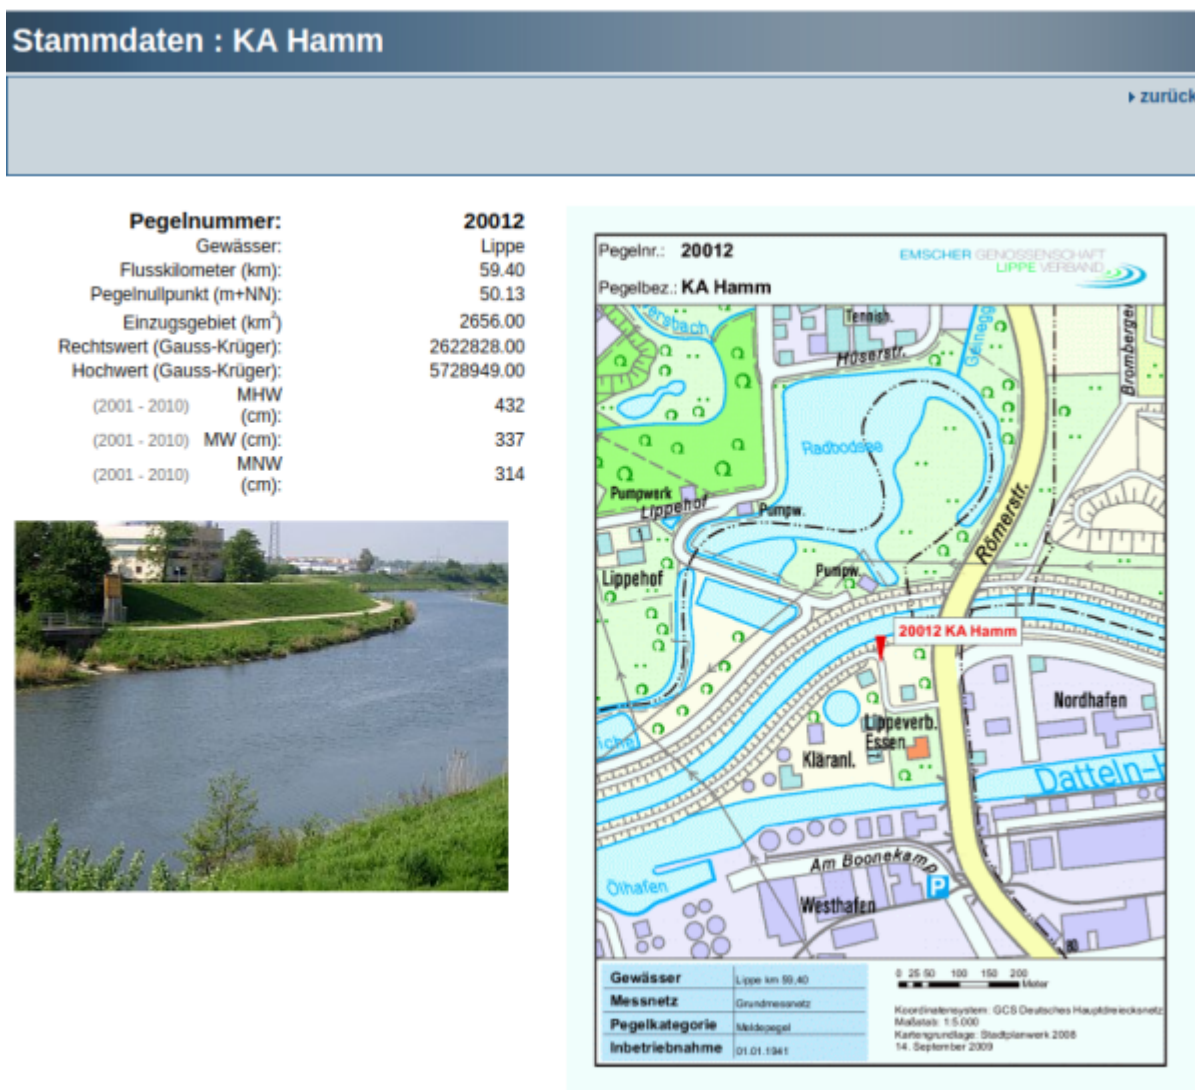 Stammdaten : KA Hamm
zurück
Pegelnummer: 20012
Gewässer: Lippe
Flusskilometer (km): 59.40
Pegelnullpunkt (m+NN): 50.13
Einzugsgebiet (km²) 2656.00
Rechtswert (Gauss-Krüger): 2622828.00
Hochwert (Gauss-Krüger): 5728949.00
(2001 - 2010) MHW (cm): 432
(2001 - 2010) MW (cm): 337
(2001 - 2010) MNW (cm): 314
Pegelnr.: 20012
EMSCHER GENOSSENSCHAFT
LIPPE VERBAND
Pegelbez.: KA Hamm
ersbach
Tennish.
Hüserstr.
Geinegg
Bromberger
Radbodsee
Pumpwerk
Lippehof
Pumpw.
Römerstr.
Lippehof
Pumpw.
20012 KA Hamm
Nordhafen
Lippeverb.
Essen
Kläranl.
Datteln-H
Am Boonekamp
P
Ölhafen
Westhafen
80
Gewässer Lippe km 59,40
Messnetz Grundmessnetz
Pegelkategorie Meldepegel
Inbetriebnahme 01.01.1941
0 25 50 100 150 200
Meter
Koordinatensystem: GCS Deutsches Hauptdreiecksnetz
Maßstab: 1:5.000
Kartengrundlage: Stadtplanwerk 2008
14. September 2009